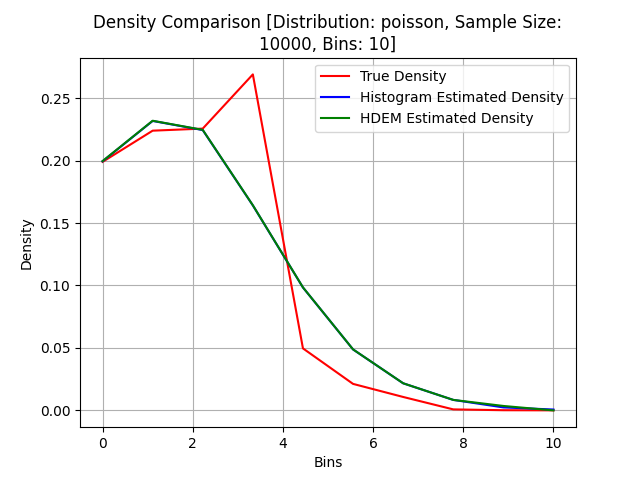 Density Comparison [Distribution: poisson, Sample Size:
10000, Bins: 10]
True Density
Histogram Estimated Density
HDEM Estimated Density
Density
0.25
0.20
0.15
0.10
0.05
0.00
0 2 4 6 8 10
Bins